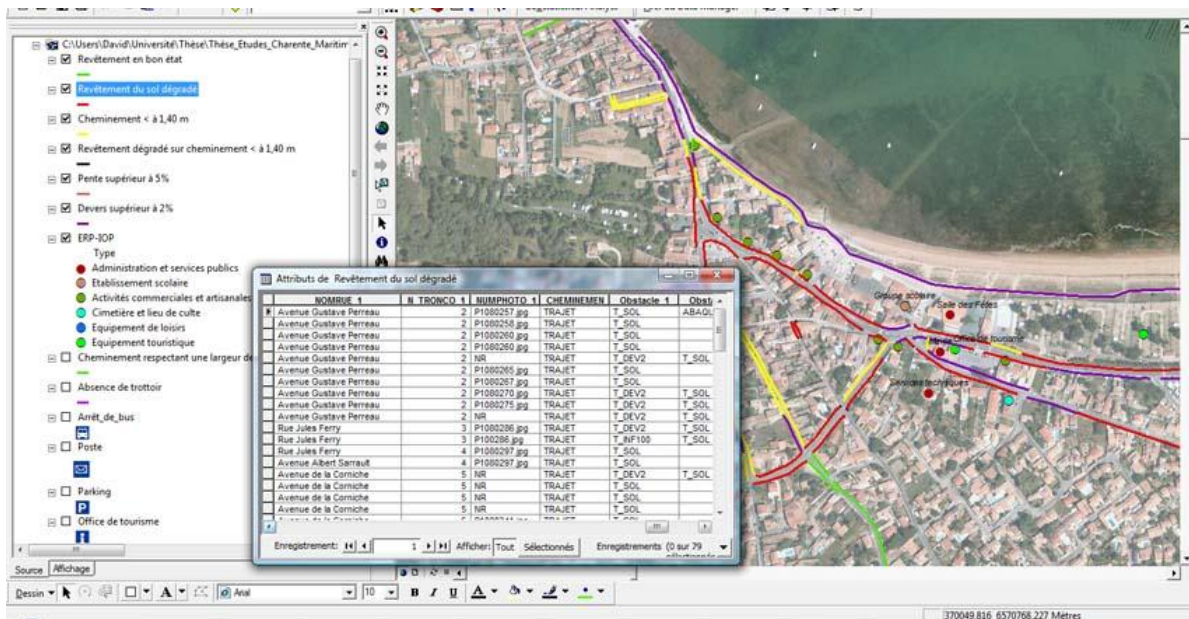 C:\Users\David\Université\Thèse\Thèse_Etudes_Charente_Maritim
Revêtement en bon état
Revêtement du sol dégradé
Cheminement < à 1,40 m
Revêtement dégradé sur cheminement < à 1,40 m
Pente supérieur à 5%
Devers supérieur à 2%
ERP-IOP
Type
Administration et services publics
Etablissement scolaire
Activités commerciales et artisanales
Cimetière et lieu de culte
Equipement de loisirs
Equipement touristique
Cheminement respectant une largeur de
Absence de trottoir
Arrêt_de_bus
Poste
Parking
P
Office de tourisme
Source Affichage
Attributs de Revêtement du sol dégradé
NOMRUE_1 N_TRONCO_1 NUMPHOTO_1 CHEMINEMEN Obstacle_1 Obsta
Avenue Gustave Perreau 2 P1080257.jpg TRAJET T_SOL ABAQU
Avenue Gustave Perreau 2 P1080258.jpg TRAJET T_SOL
Avenue Gustave Perreau 2 P1080260.jpg TRAJET T_SOL
Avenue Gustave Perreau 2 P1080260.jpg TRAJET T_SOL
Avenue Gustave Perreau 2 NR TRAJET T_DEV2 T_SOL
Avenue Gustave Perreau 2 P1080265.jpg TRAJET T_SOL
Avenue Gustave Perreau 2 P1080267.jpg TRAJET T_SOL
Avenue Gustave Perreau 2 P1080270.jpg TRAJET T_DEV2 T_SOL
Avenue Gustave Perreau 2 P1080275.jpg TRAJET T_DEV2 T_SOL
Avenue Gustave Perreau 2 NR TRAJET T_DEV2 T_SOL
Rue Jules Ferry 3 P1080286.jpg TRAJET T_DEV2 T_SOL
Rue Jules Ferry 3 P100286.jpg TRAJET T_INF100 T_SOL
Rue Jules Ferry 4 P1080297.jpg TRAJET T_SOL
Avenue Albert Sarrault 4 P1080297.jpg TRAJET T_SOL
Avenue de la Corniche 5 NR TRAJET T_DEV2 T_SOL
Avenue de la Corniche 5 NR TRAJET T_SOL
Avenue de la Corniche 5 NR TRAJET T_SOL
Avenue de la Corniche 5 NR TRAJET T_SOL
Enregistrement: 1 Afficher: Tout Sélectionnés Enregistrements (0 sur 79
Groupe scolaire
Salle des Fêtes
Mairie Office de tourisme
Services techniques
Dessin A Arial 10 B I U A
370049,816 6570768,227 Mètres